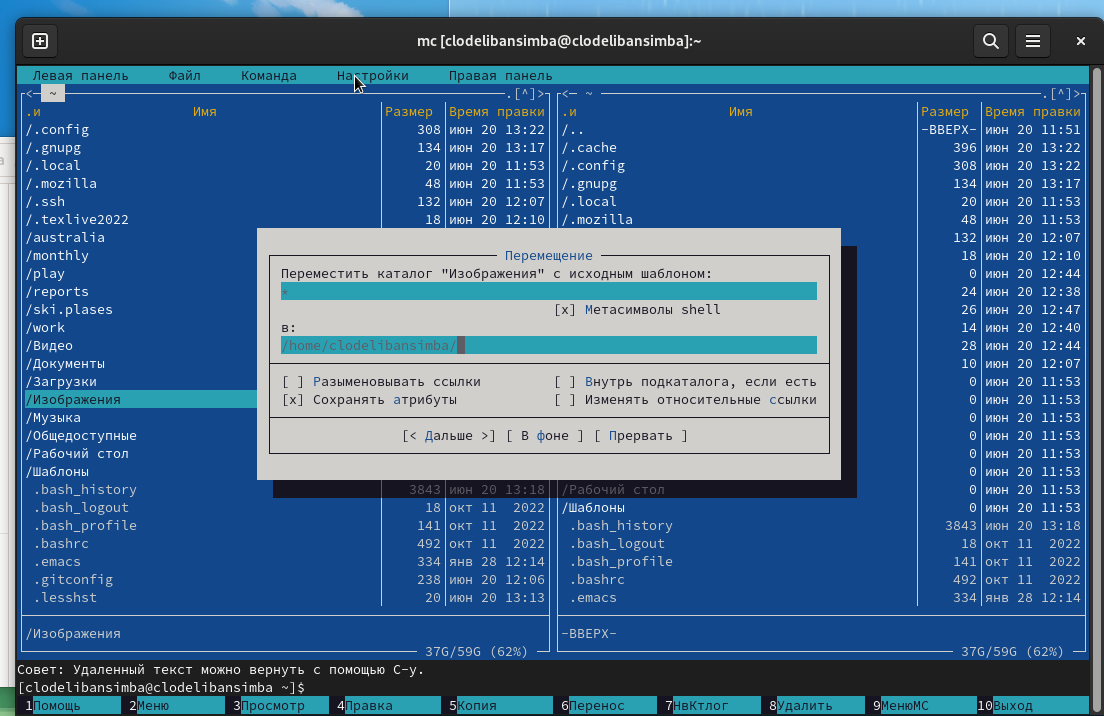 mc [clodelibansimba@clodelibansimba]:~
Левая панель Файл Команда Настройки Правая панель
<─ ~ .[^]> <─ ~ .[^]>
.и Имя Размер Время правки .и Имя Размер Время правки
/.config 308 июн 20 13:22 /.. -ВВЕРХ- июн 20 11:51
/.gnupg 134 июн 20 13:17 /.cache 396 июн 20 13:22
/.local 20 июн 20 11:53 /.config 308 июн 20 13:22
/.mozilla 48 июн 20 11:53 /.gnupg 134 июн 20 13:17
/.ssh 132 июн 20 12:07 /.local 20 июн 20 11:53
/.texlive2022 18 июн 20 12:10 /.mozilla 48 июн 20 11:53
/australia 132 июн 20 12:07
/monthly 18 июн 20 12:10
/play 0 июн 20 12:44
/reports 24 июн 20 12:38
/ski.plases 26 июн 20 12:47
/work 14 июн 20 12:40
/Видео 28 июн 20 12:44
/Документы 10 июн 20 12:07
/Загрузки 0 июн 20 11:53
/Изображения 0 июн 20 11:53
/Музыка 0 июн 20 11:53
/Общедоступные 0 июн 20 11:53
/Рабочий стол 0 июн 20 11:53
/Шаблоны 0 июн 20 11:53
Перемещение
Переместить каталог "Изображения" с исходным шаблоном:
*
[x] Метасимволы shell
в:
/home/clodelibansimba/
[ ] Разыменовывать ссылки [ ] Внутрь подкаталога, если есть
[x] Сохранять атрибуты [ ] Изменять относительные ссылки
[< Дальше >] [ В фоне ] [ Прервать ]
.bash_history 3843 июн 20 13:18 /Рабочий стол 0 июн 20 11:53
.bash_logout 18 окт 11 2022 /Шаблоны 0 июн 20 11:53
.bash_profile 141 окт 11 2022 .bash_history 3843 июн 20 13:18
.bashrc 492 окт 11 2022 .bash_logout 18 окт 11 2022
.emacs 334 янв 28 12:14 .bash_profile 141 окт 11 2022
.gitconfig 238 июн 20 12:06 .bashrc 492 окт 11 2022
.lesshst 20 июн 20 13:13 .emacs 334 янв 28 12:14
/Изображения -ВВЕРХ-
37G/59G (62%) 37G/59G (62%)
Совет: Удаленный текст можно вернуть с помощью C-y.
[clodelibansimba@clodelibansimba ~]$
1Помощь 2Меню 3Просмотр 4Правка 5Копия 6Перенос 7НвКтлог 8Удалить 9МенюМС 10Выход